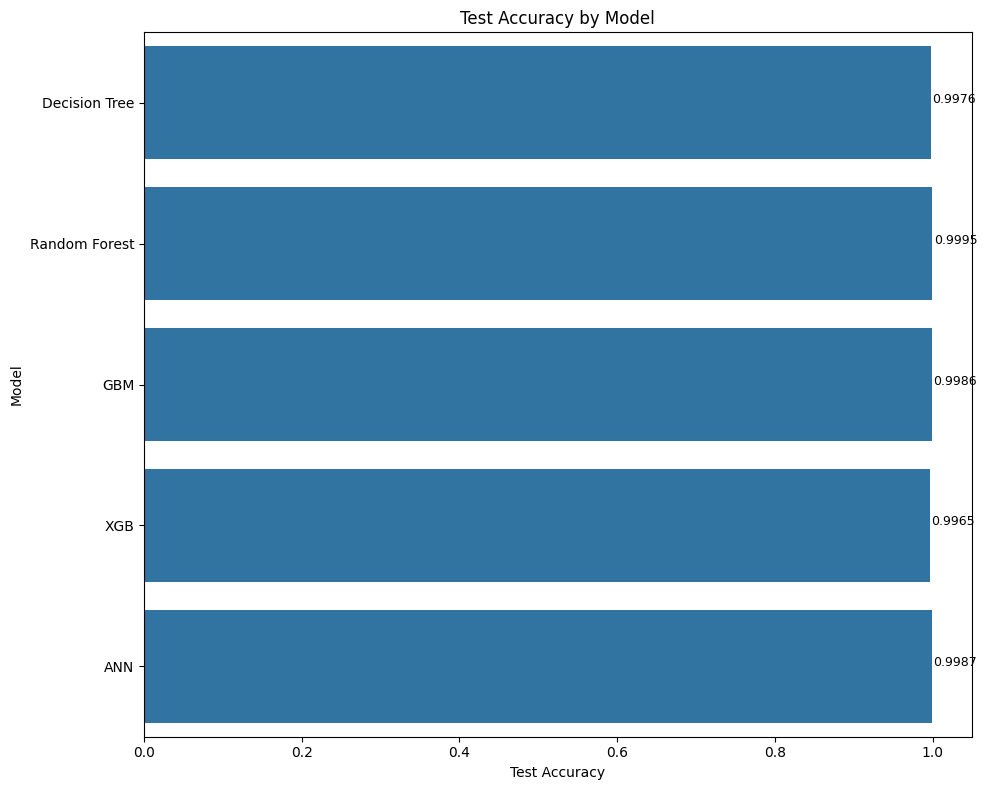 Test Accuracy by Model
Model
Decision Tree
0.9976
Random Forest
0.9995
GBM
0.9986
XGB
0.9965
ANN
0.9987
0.0 0.2 0.4 0.6 0.8 1.0
Test Accuracy